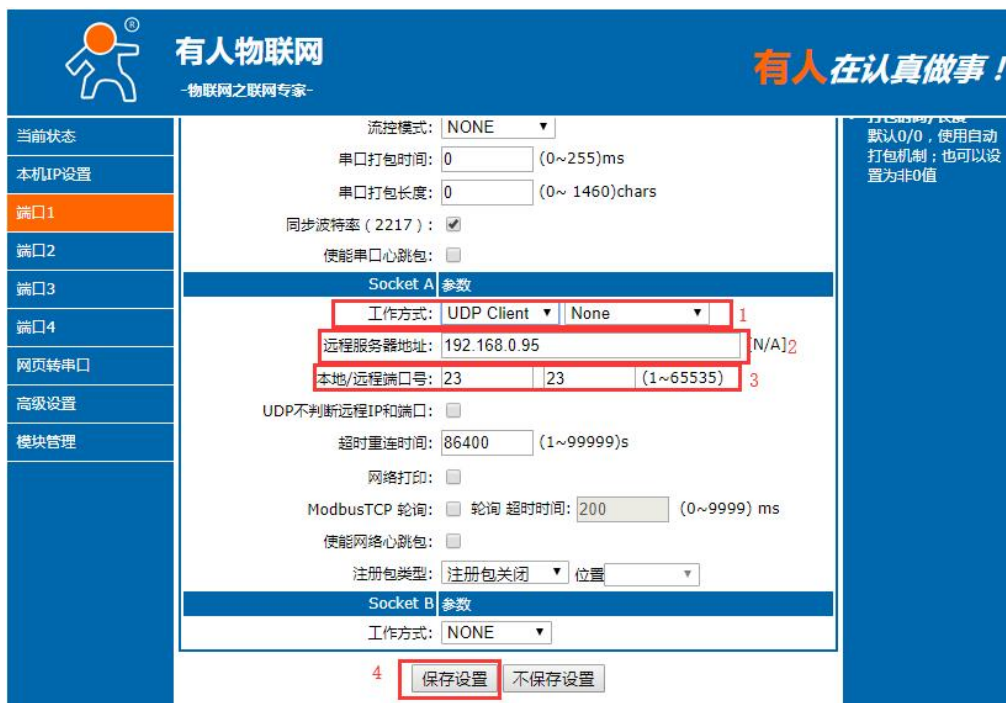 ®
有人物联网
-物联网之联网专家-
有人在认真做事！
当前状态
本机IP设置
端口1
端口2
端口3
端口4
网页转串口
高级设置
模块管理
流控模式: NONE
串口打包时间: 0 (0~255)ms
串口打包长度: 0 (0~ 1460)chars
同步波特率（2217）:
使能串口心跳包:
Socket A 参数
工作方式: UDP Client None 1
远程服务器地址: 192.168.0.95 [N/A] 2
本地/远程端口号: 23 23 (1~65535) 3
UDP不判断远程IP和端口:
超时重连时间: 86400 (1~99999)s
网络打印:
ModbusTCP 轮询: 轮询 超时时间: 200 (0~9999) ms
使能网络心跳包:
注册包类型: 注册包关闭 位置
Socket B 参数
工作方式: NONE
4 保存设置 不保存设置
默认0/0，使用自动
打包机制；也可以设
置为非0值